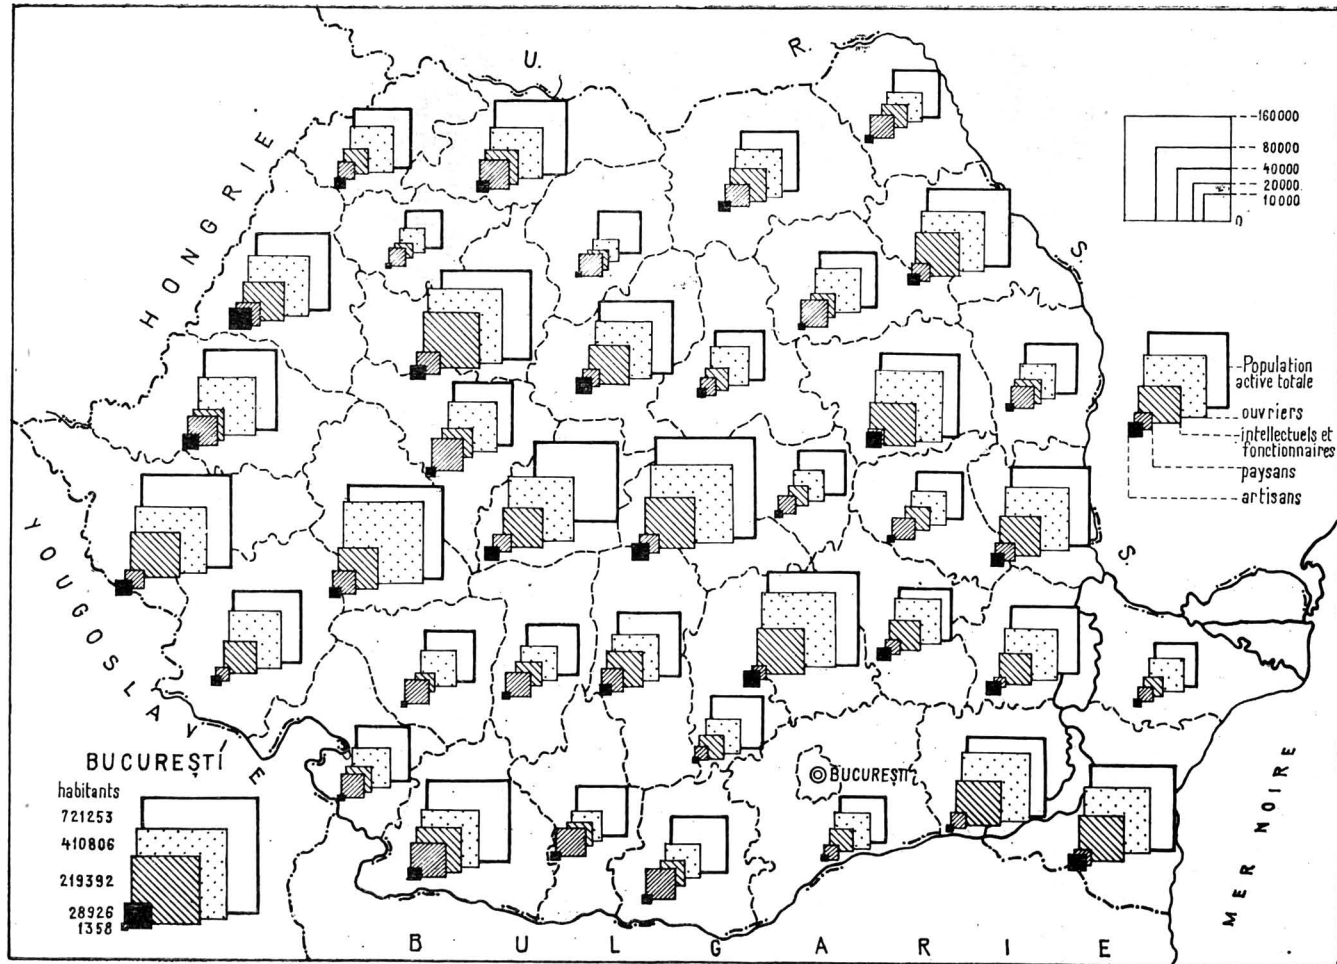 U. R. S. S.
HONGRIE
YOUGOSLAVIE
BULGARIE
MER NOIRE
160000
80000
40000
20000
10000
0
Population
active totale
ouvriers
intellectuels et
fonctionnaires
paysans
artisans
BUCUREȘTI
BUCUREȘTI
habitants
721253
410806
219392
28926
1358